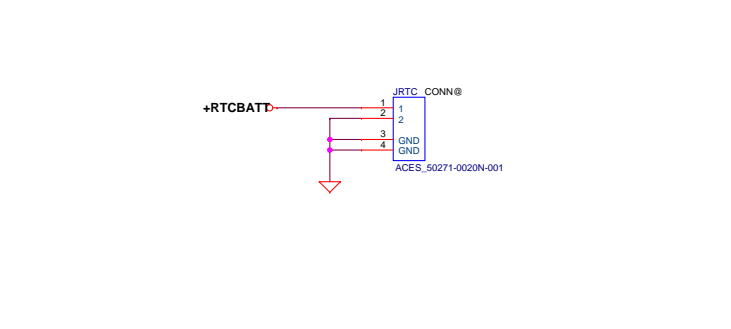 JRTC CONN@
+RTCBATT
1
1
2
2
3
GND
4
GND
ACES_50271-0020N-001